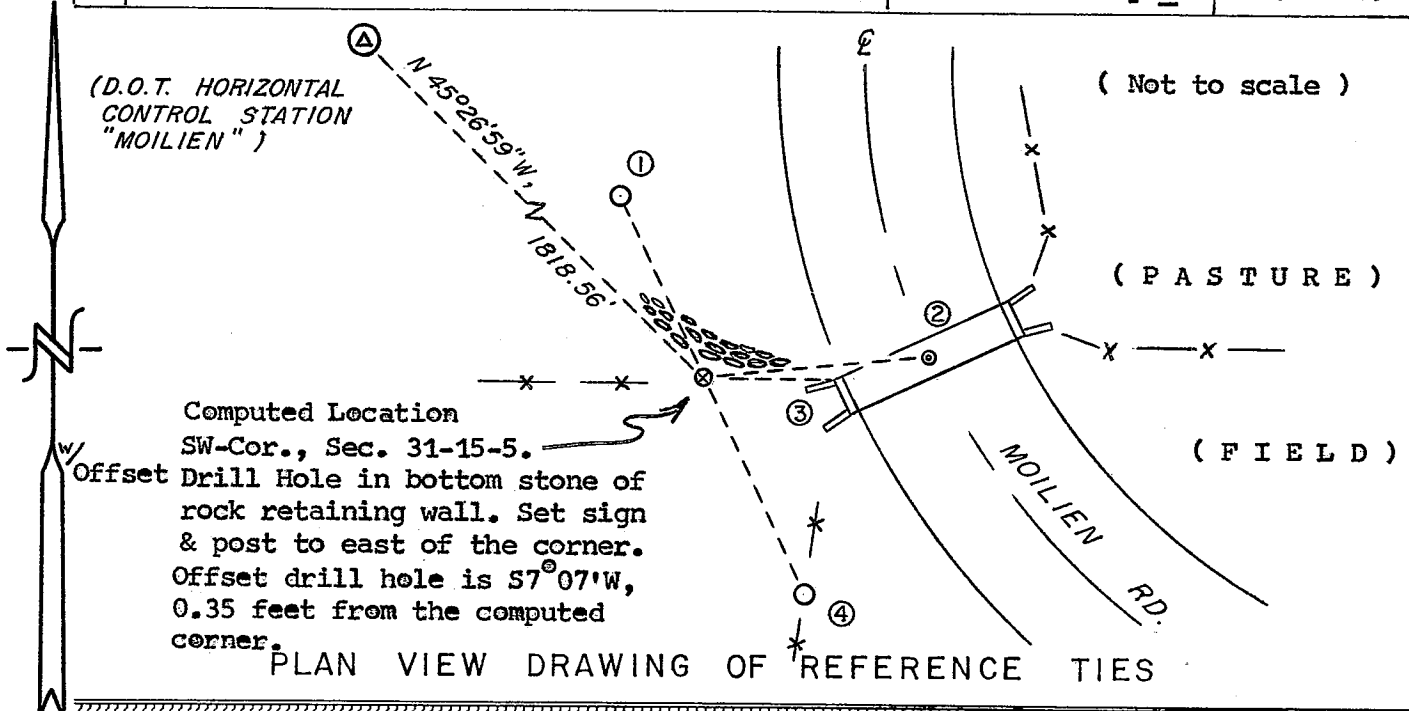 ℄
( Not to scale )
(D.O.T. HORIZONTAL
CONTROL STATION
"MOILIEN" )
N 45°26'59"W,
1818.56'
①
( P A S T U R E )
②
③
Computed Location
SW-Cor., Sec. 31-15-5.
w/
Offset Drill Hole in bottom stone of
rock retaining wall. Set sign
& post to east of the corner.
Offset drill hole is S7°07'W,
0.35 feet from the computed
corner.
( F I E L D )
MOILIEN RD.
④
PLAN VIEW DRAWING OF REFERENCE TIES